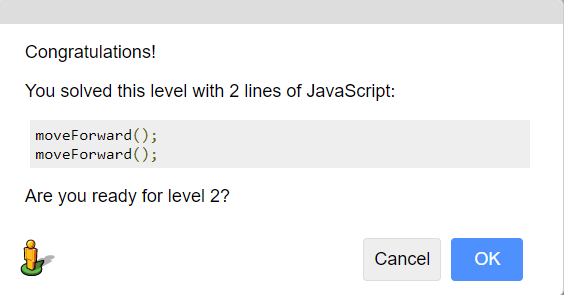 Congratulations!
You solved this level with 2 lines of JavaScript:
moveForward();
moveForward();
Are you ready for level 2?
Cancel OK